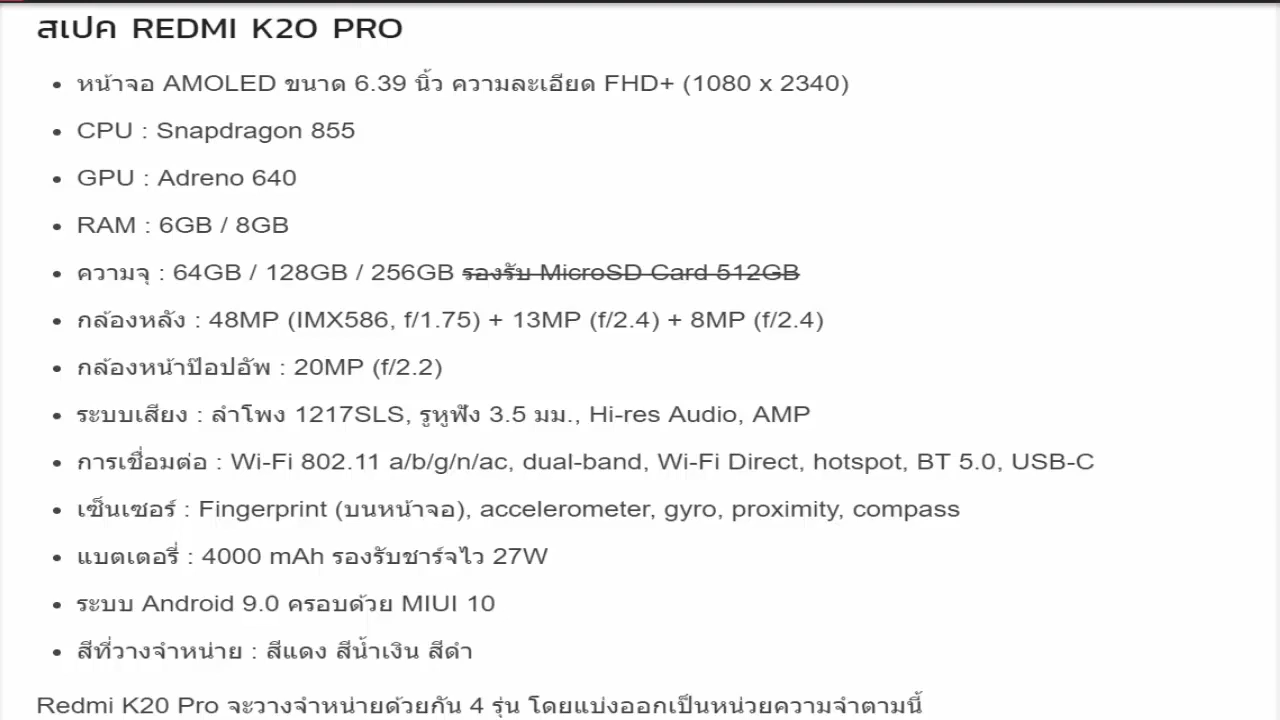 สเปค REDMI K20 PRO
• หน้าจอ AMOLED ขนาด 6.39 นิ้ว ความละเอียด FHD+ (1080 x 2340)
• CPU : Snapdragon 855
• GPU : Adreno 640
• RAM : 6GB / 8GB
• ความจุ : 64GB / 128GB / 256GB รองรับ MicroSD Card 512GB
• กล้องหลัง : 48MP (IMX586, f/1.75) + 13MP (f/2.4) + 8MP (f/2.4)
• กล้องหน้าป๊อปอัพ : 20MP (f/2.2)
• ระบบเสียง : ลำโพง 1217SLS, รูหูฟัง 3.5 มม., Hi-res Audio, AMP
• การเชื่อมต่อ : Wi-Fi 802.11 a/b/g/n/ac, dual-band, Wi-Fi Direct, hotspot, BT 5.0, USB-C
• เซ็นเซอร์ : Fingerprint (บนหน้าจอ), accelerometer, gyro, proximity, compass
• แบตเตอรี่ : 4000 mAh รองรับชาร์จไว 27W
• ระบบ Android 9.0 ครอบด้วย MIUI 10
• สีที่วางจำหน่าย : สีแดง สีน้ำเงิน สีดำ
Redmi K20 Pro จะวางจำหน่ายด้วยกัน 4 รุ่น โดยแบ่งออกเป็นหน่วยความจำตามนี้